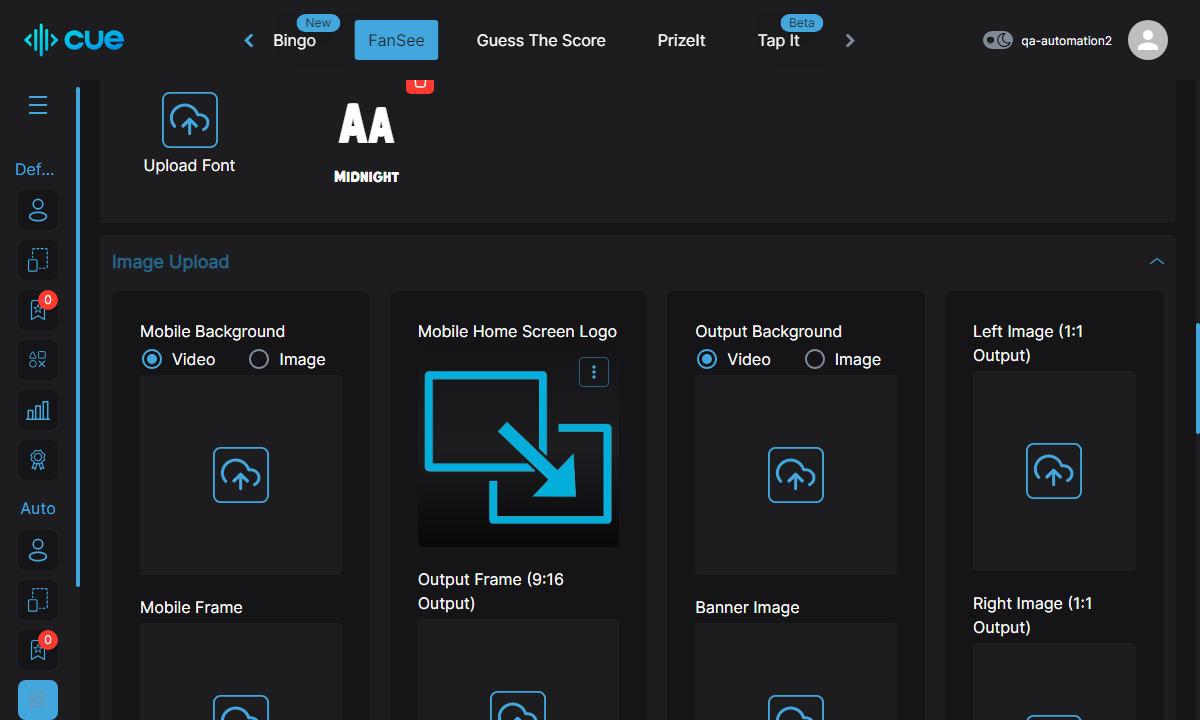 cue
New
Bingo
FanSee
Guess The Score
PrizeIt
Beta
Tap It
qa-automation2
Def...
0
Auto
0
Upload Font
AA
MIDNIGHT
Image Upload
Mobile Background
Video
Image
Mobile Home Screen Logo
Output Background
Video
Image
Left Image (1:1
Output)
Mobile Frame
Output Frame (9:16
Output)
Banner Image
Right Image (1:1
Output)